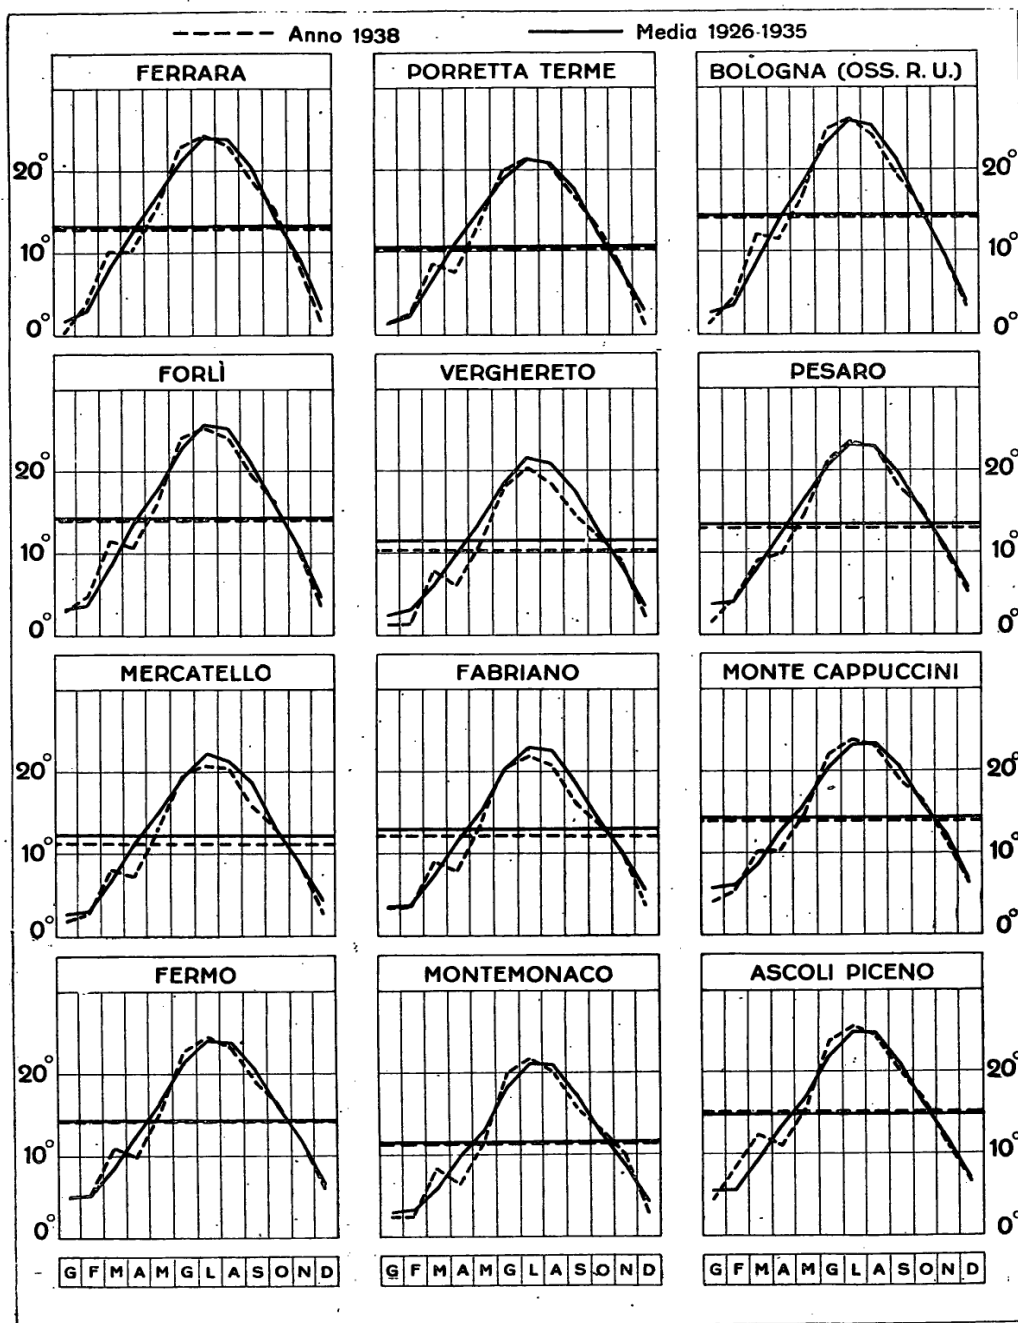 Anno 1938 Media 1926-1935
FERRARA PORRETTA TERME BOLOGNA (OSS. R. U.)
20° 20°
10° 10°
0° 0°
FORLÌ VERGHERETO PESARO
20° 20°
10° 10°
0° 0°
MERCATELLO FABRIANO MONTE CAPPUCCINI
20° 20°
10° 10°
0° 0°
FERMO MONTEMONACO ASCOLI PICENO
20° 20°
10° 10°
0° 0°
G F M A M G L A S O N D G F M A M G L A S O N D G F M A M G L A S O N D